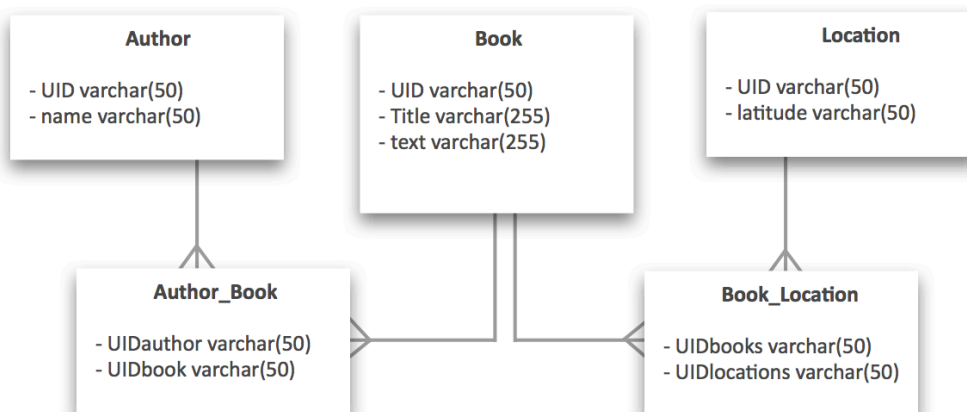 Author
- UID varchar(50)
- name varchar(50)
Book
- UID varchar(50)
- Title varchar(255)
- text varchar(255)
Location
- UID varchar(50)
- latitude varchar(50)
Author_Book
- UIDauthor varchar(50)
- UIDbook varchar(50)
Book_Location
- UIDbooks varchar(50)
- UIDlocations varchar(50)